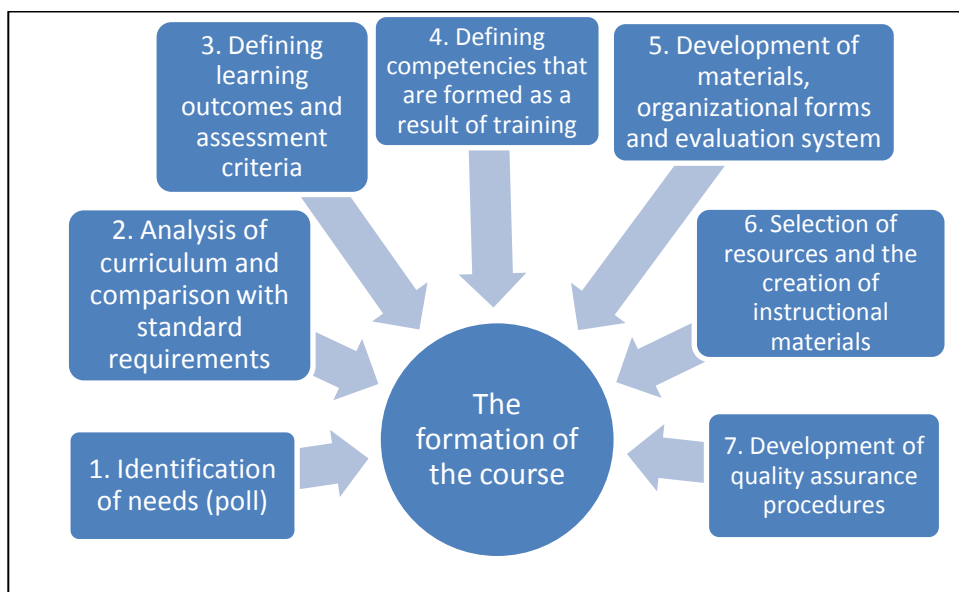 1. Identification
of needs (poll)
2. Analysis of
curriculum and
comparison with
standard
requirements
3. Defining
learning
outcomes and
assessment
criteria
4. Defining
competencies that
are formed as a
result of training
5. Development of
materials,
organizational forms
and evaluation system
6. Selection of
resources and the
creation of
instructional
materials
7. Development of
quality assurance
procedures
The
formation of
the course